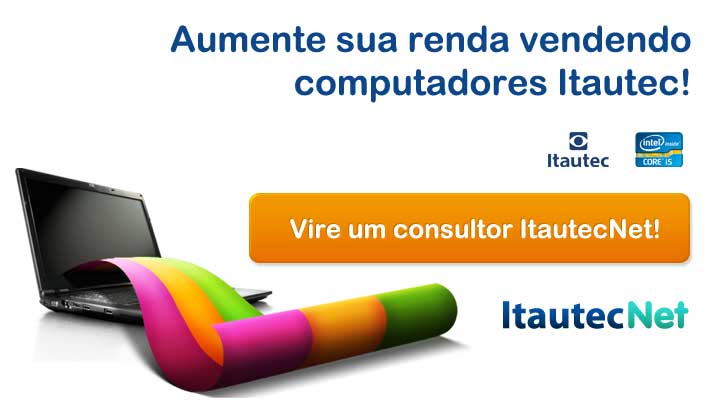 Aumente sua renda vendendo
computadores Itautec!
Itautec
intel inside
CORE i5
Vire um consultor ItautecNet!
ItautecNet